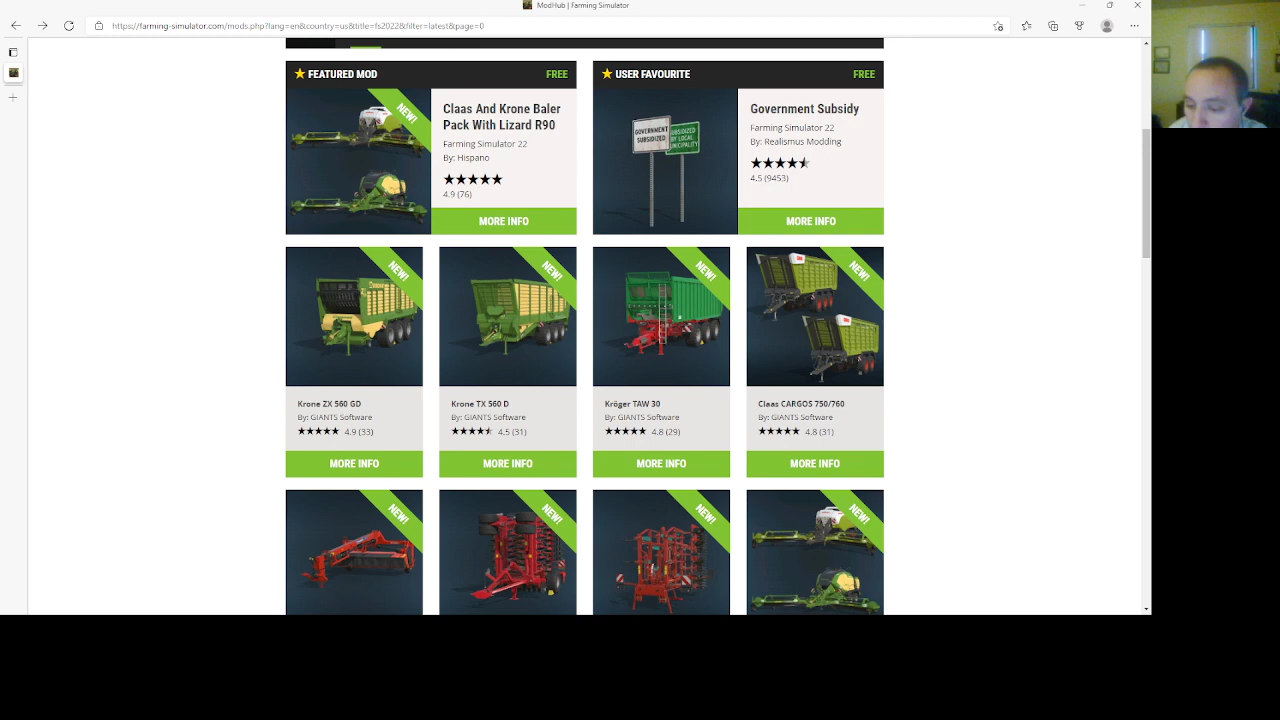 ModHub | Farming Simulator
https://farming-simulator.com/mods.php?lang=en&country=us&title=fs2022&filter=latest&page=0
FEATURED MOD FREE
NEW!
Claas And Krone Baler
Pack With Lizard R90
Farming Simulator 22
By: Hispano
4.9 (76)
MORE INFO
USER FAVOURITE FREE
GOVERNMENT
SUBSIDIZED
SUBSIDIZED
BY LOCAL
MUNICIPALITY
Government Subsidy
Farming Simulator 22
By: Realismus Modding
4.5 (9453)
MORE INFO
NEW!
Krone ZX 560 GD
By: GIANTS Software
4.9 (33)
MORE INFO
NEW!
Krone TX 560 D
By: GIANTS Software
4.5 (31)
MORE INFO
NEW!
Kröger TAW 30
By: GIANTS Software
4.8 (29)
MORE INFO
NEW!
Claas CARGOS 750/760
By: GIANTS Software
4.8 (31)
MORE INFO
NEW!
NEW!
NEW!
NEW!